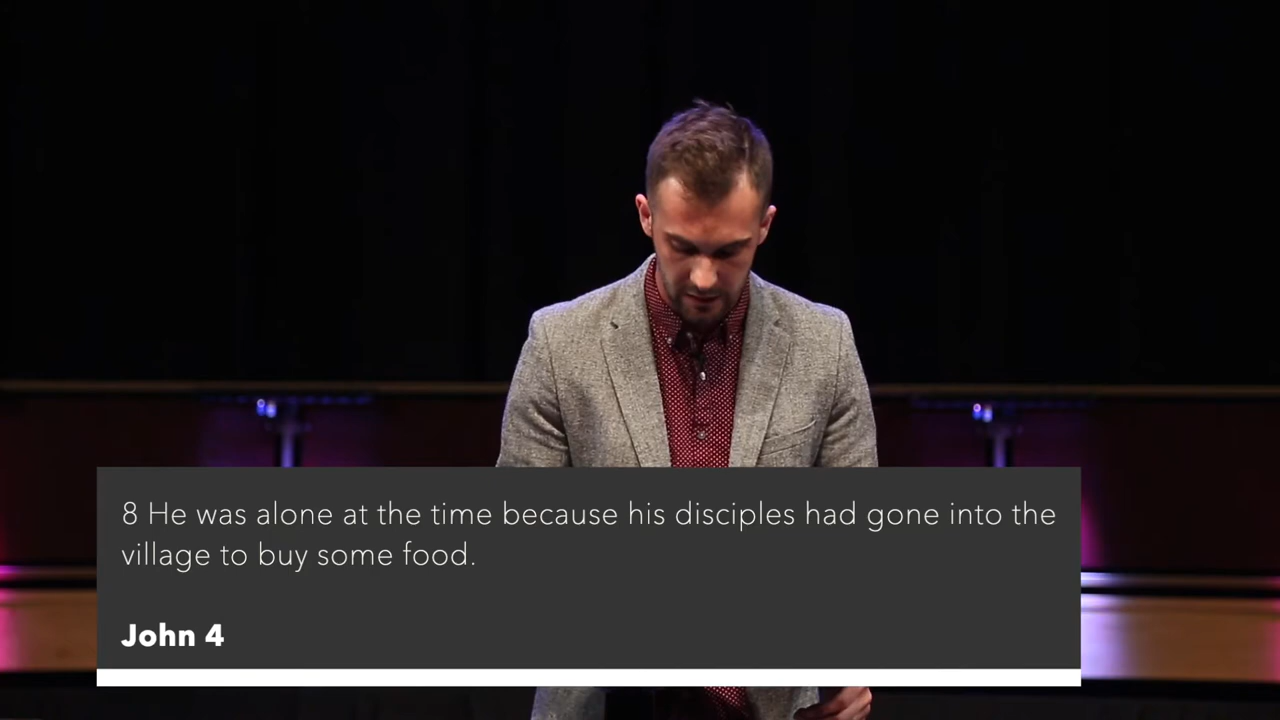 8 He was alone at the time because his disciples had gone into the
village to buy some food.
John 4